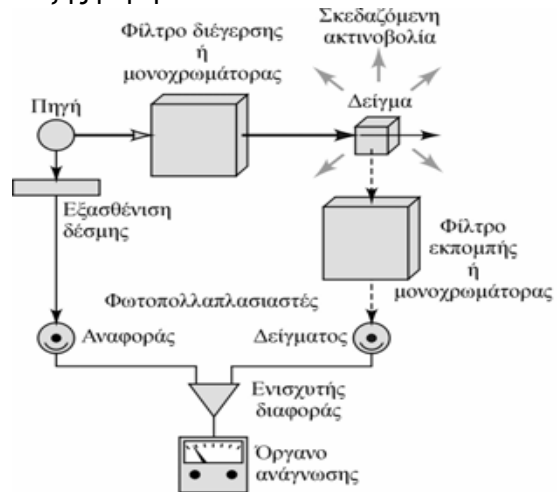 Φίλτρο διέγερσης
ή
μονοχρωμάτορας
Σκεδαζόμενη
ακτινοβολία
Πηγή
Δείγμα
Εξασθένιση
δέσμης
Φίλτρο
εκπομπής
ή
μονοχρωμάτορας
Φωτοπολλαπλασιαστές
Αναφοράς
Δείγματος
Ενισχυτής
διαφοράς
Όργανο
ανάγνωσης